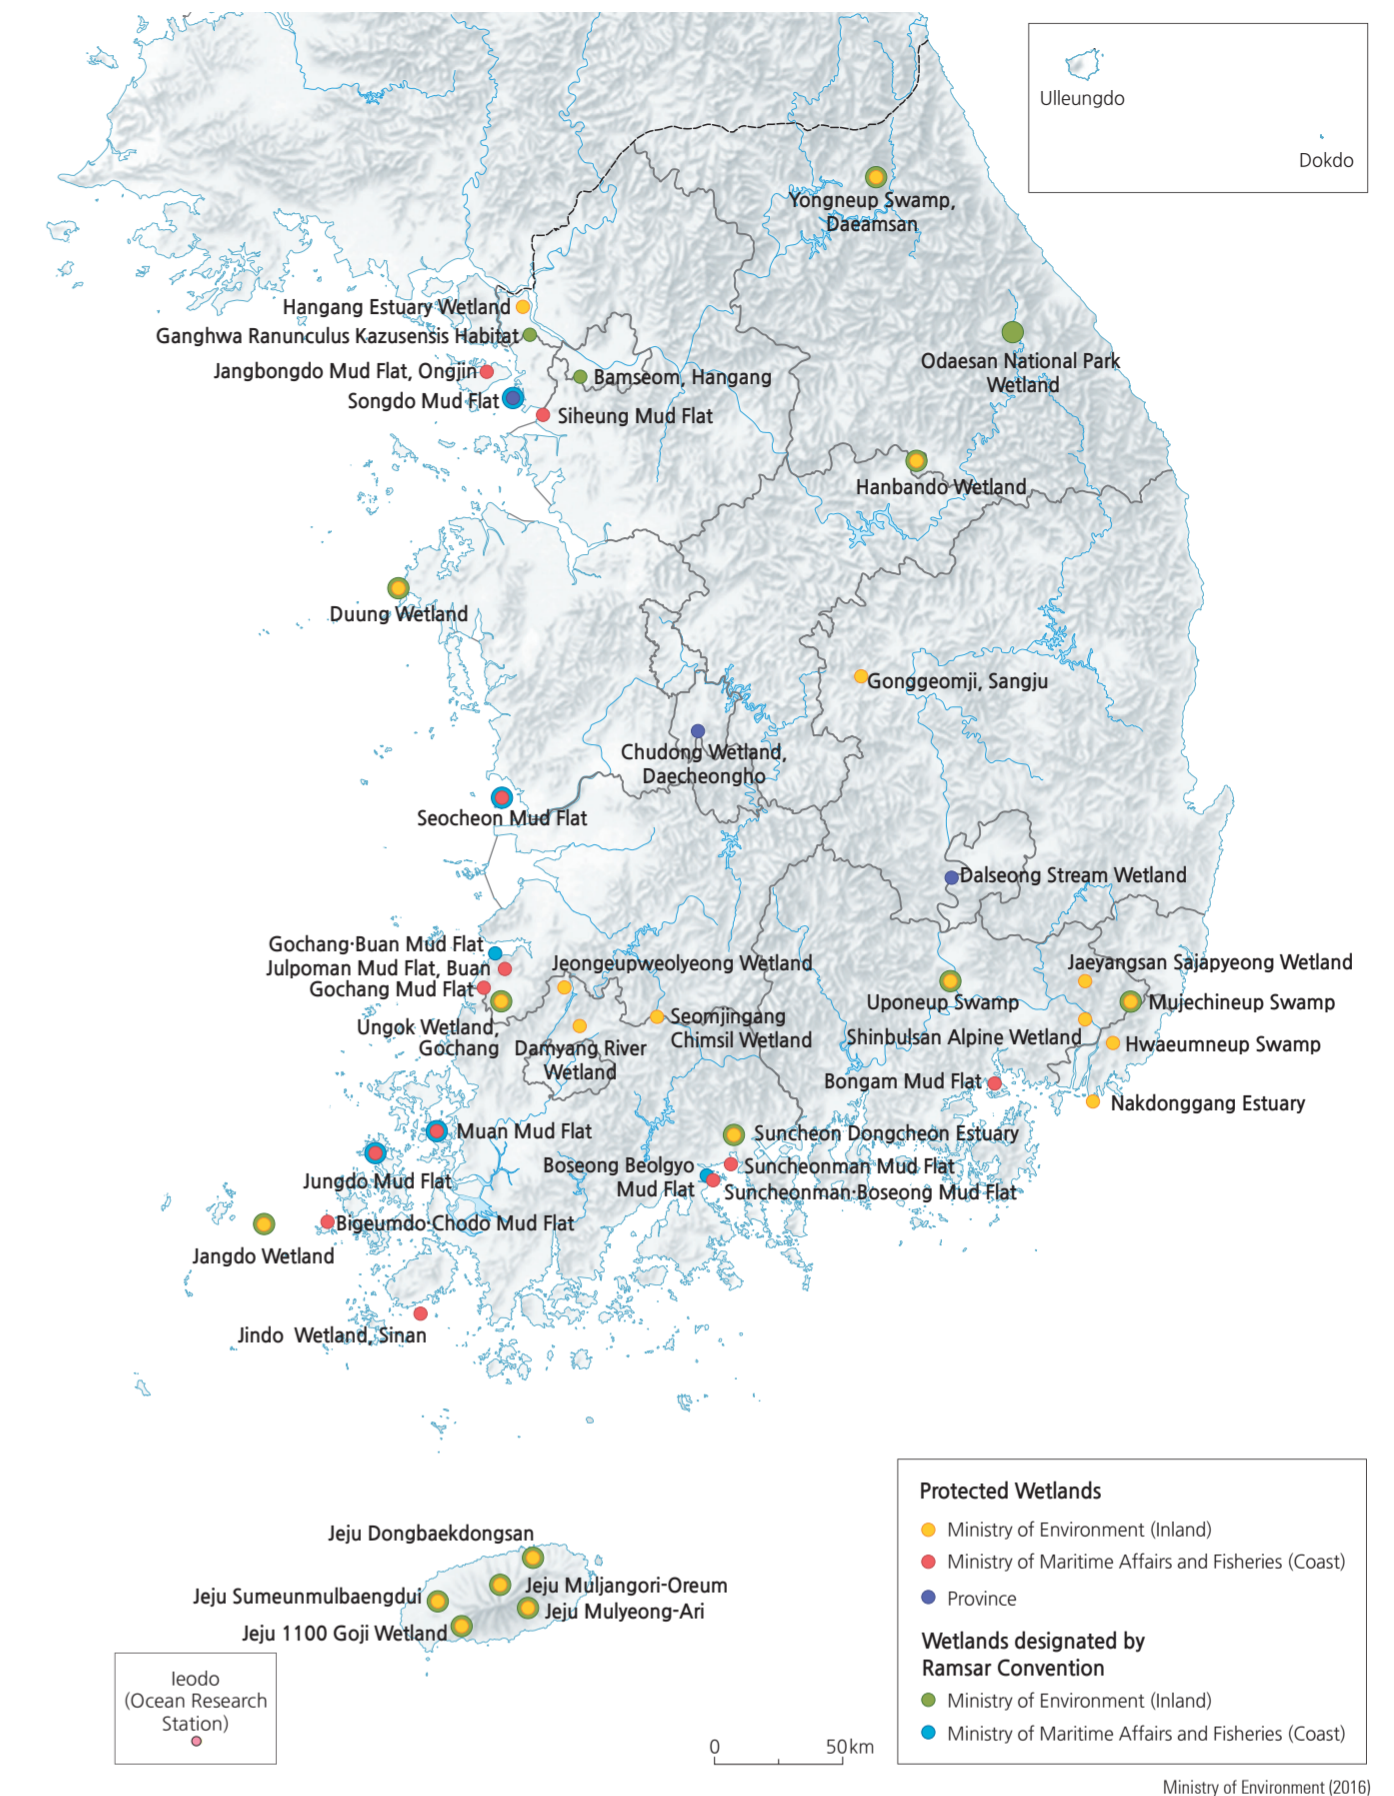 Ulleungdo
Dokdo
Yongneup Swamp,
Daeamsan
Hangang Estuary Wetland
Ganghwa Ranunculus Kazusensis Habitat
Jangbongdo Mud Flat, Ongjin
Songdo Mud Flat
Bamseom, Hangang
Siheung Mud Flat
Odaesan National Park
Wetland
Hanbando Wetland
Duung Wetland
Gonggeomji, Sangju
Chudong Wetland,
Daecheongho
Seocheon Mud Flat
Dalseong Stream Wetland
Gochang·Buan Mud Flat
Julpoman Mud Flat, Buan
Gochang Mud Flat
Ungok Wetland,
Gochang
Jeongeupweolyeong Wetland
Damyang River
Wetland
Seomjingang
Chimsil Wetland
Jaeyangsan Sajapyeong Wetland
Uponeup Swamp
Mujechineup Swamp
Shinbulsan Alpine Wetland
Hwaeumneup Swamp
Bongam Mud Flat
Nakdonggang Estuary
Muan Mud Flat
Suncheon Dongcheon Estuary
Jungdo Mud Flat
Boseong Beolgyo
Mud Flat
Suncheonman Mud Flat
Suncheonman·Boseong Mud Flat
Bigeumdo·Chodo Mud Flat
Jangdo Wetland
Jindo Wetland, Sinan
Jeju Dongbaekdongsan
Jeju Muljangori-Oreum
Jeju Sumeunmulbaengdui
Jeju Mulyeong-Ari
Jeju 1100 Goji Wetland
Ieodo
(Ocean Research
Station)
0 50km
Protected Wetlands
Ministry of Environment (Inland)
Ministry of Maritime Affairs and Fisheries (Coast)
Province
Wetlands designated by
Ramsar Convention
Ministry of Environment (Inland)
Ministry of Maritime Affairs and Fisheries (Coast)
Ministry of Environment (2016)